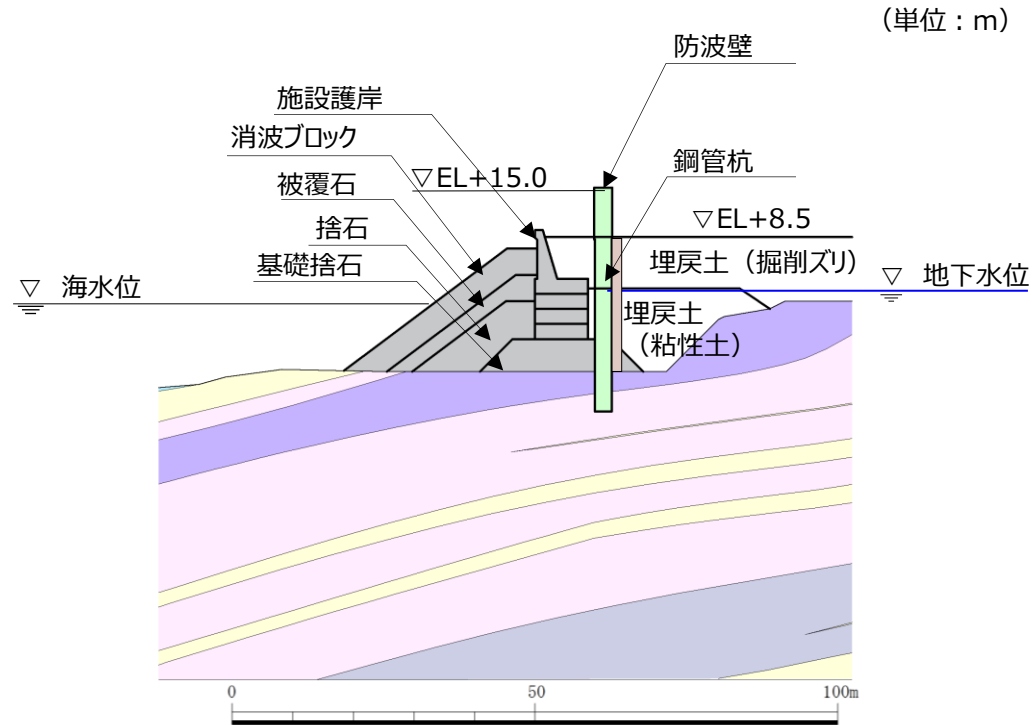 （単位：m）
防波壁
施設護岸
消波ブロック
▽EL+15.0
鋼管杭
被覆石
▽EL+8.5
捨石
基礎捨石
埋戻土（掘削ズリ）
▽ 海水位
▽ 地下水位
埋戻土
（粘性土）
0 50 100m